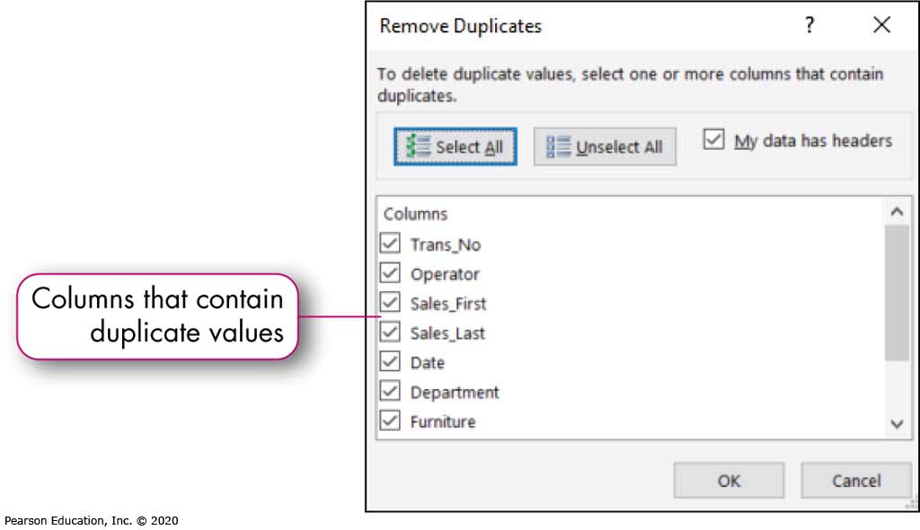 Remove Duplicates
?
To delete duplicate values, select one or more columns that contain
duplicates.
Select All
Unselect All
My data has headers
Columns
Trans_No
Operator
Sales_First
Sales_Last
Date
Department
Furniture
Columns that contain
duplicate values
OK
Cancel
Pearson Education, Inc. © 2020